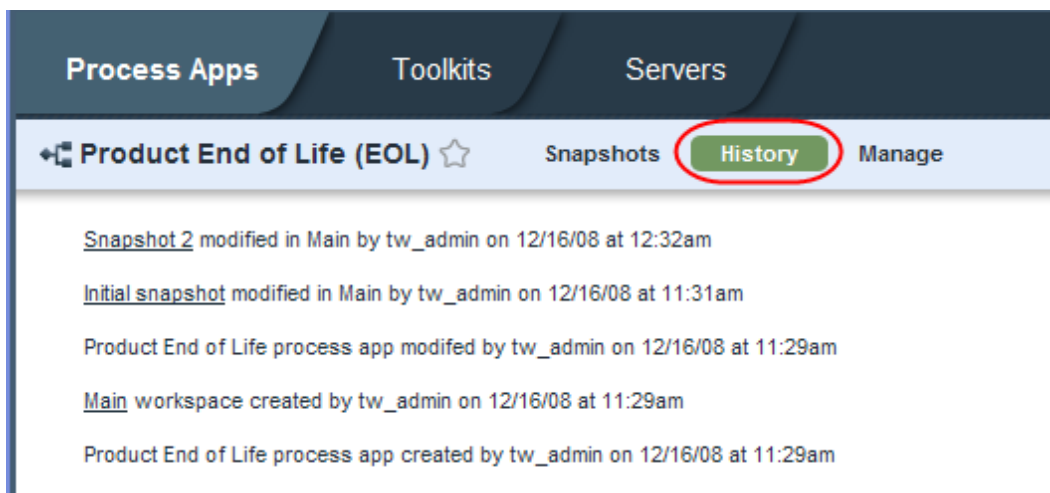 Process Apps Toolkits Servers
Product End of Life (EOL) Snapshots History Manage
Snapshot 2 modified in Main by tw_admin on 12/16/08 at 12:32am
Initial snapshot modified in Main by tw_admin on 12/16/08 at 11:31am
Product End of Life process app modifed by tw_admin on 12/16/08 at 11:29am
Main workspace created by tw_admin on 12/16/08 at 11:29am
Product End of Life process app created by tw_admin on 12/16/08 at 11:29am